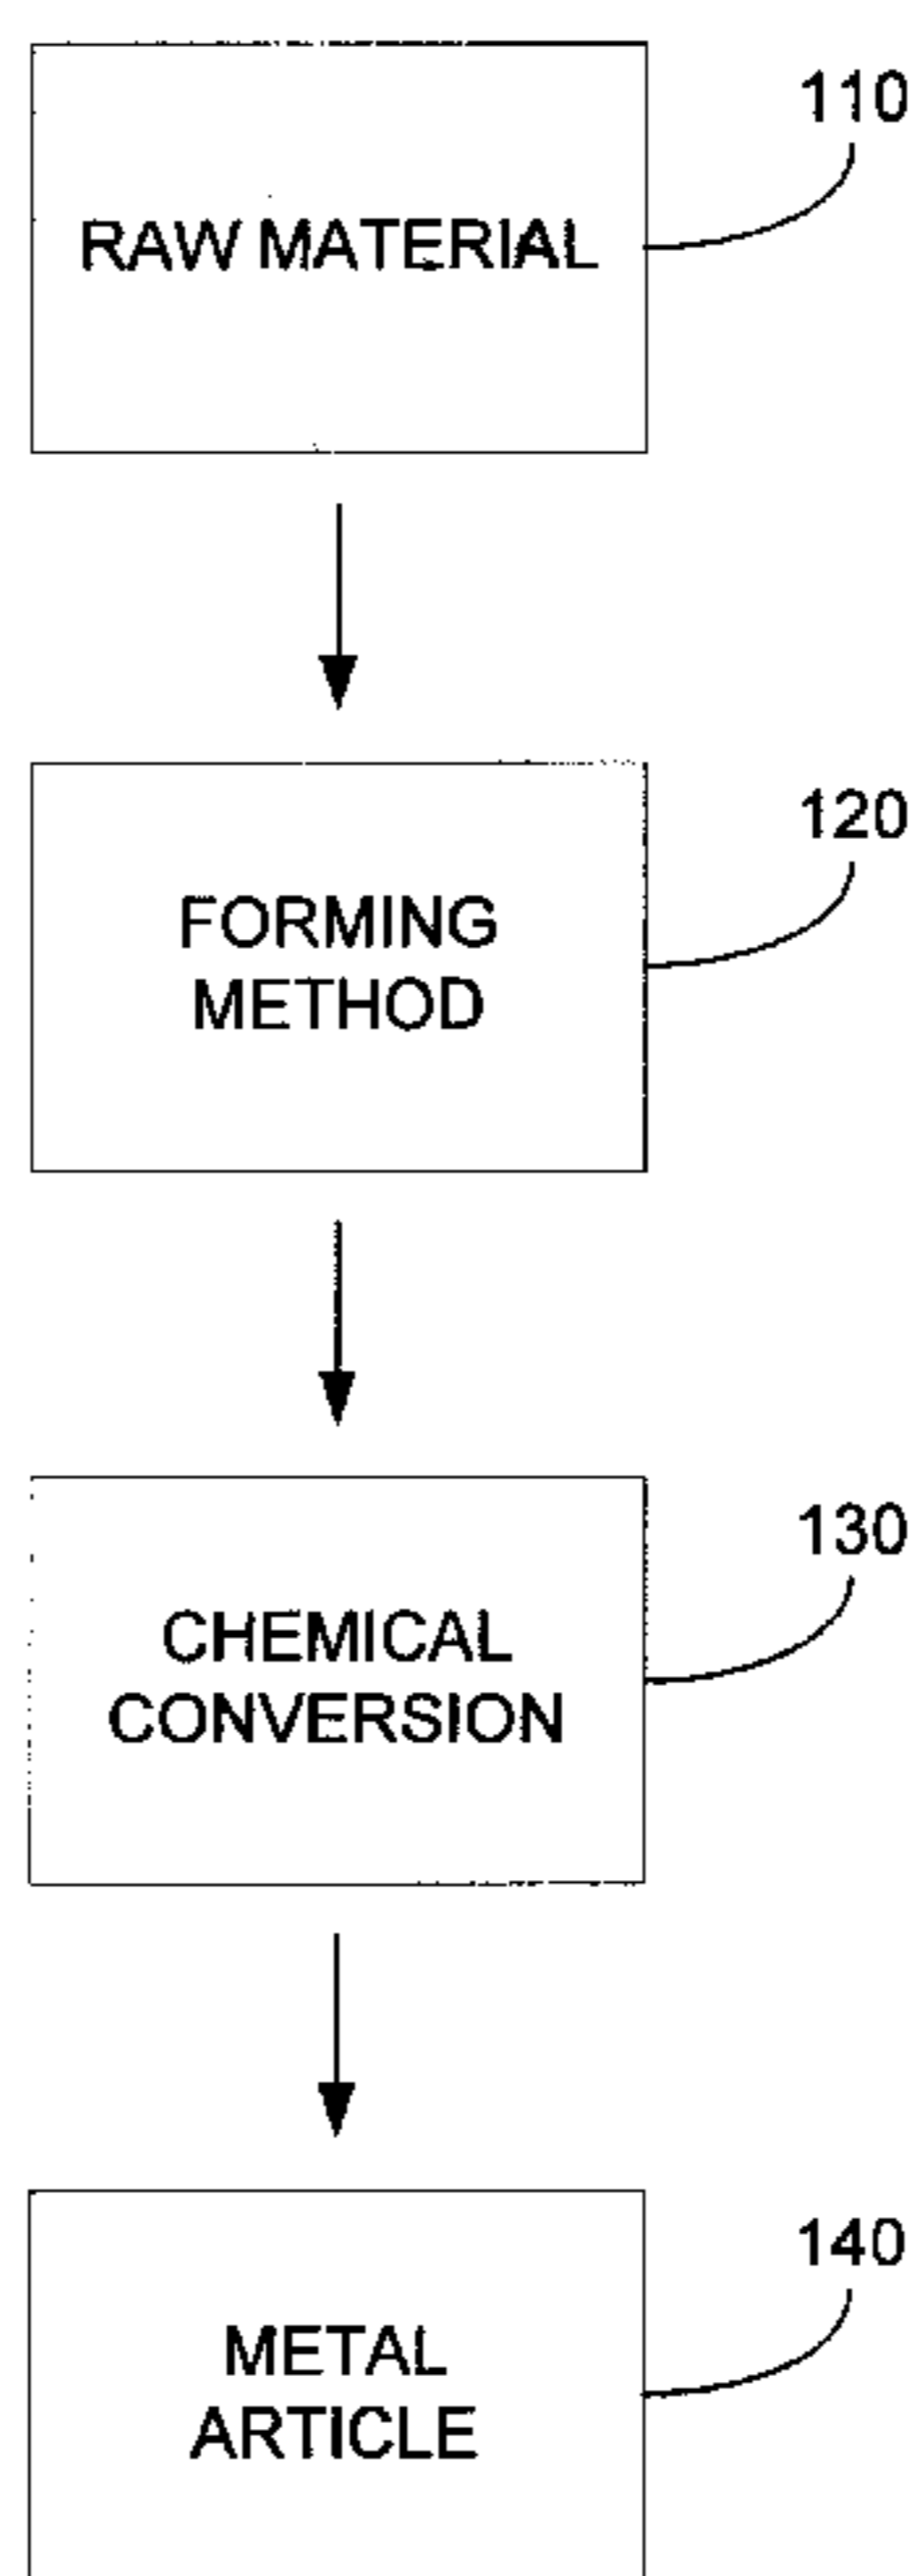 110
RAW MATERIAL
120
FORMING
METHOD
130
CHEMICAL
CONVERSION
140
METAL
ARTICLE